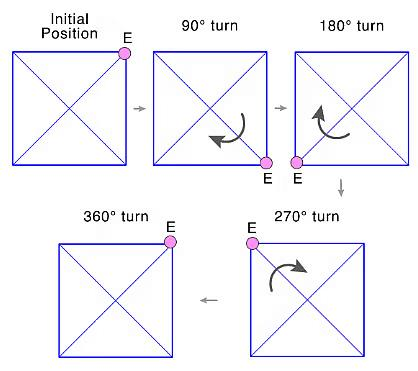 Initial
Position
E
90° turn
E
180° turn
E
270° turn
E
360° turn
E